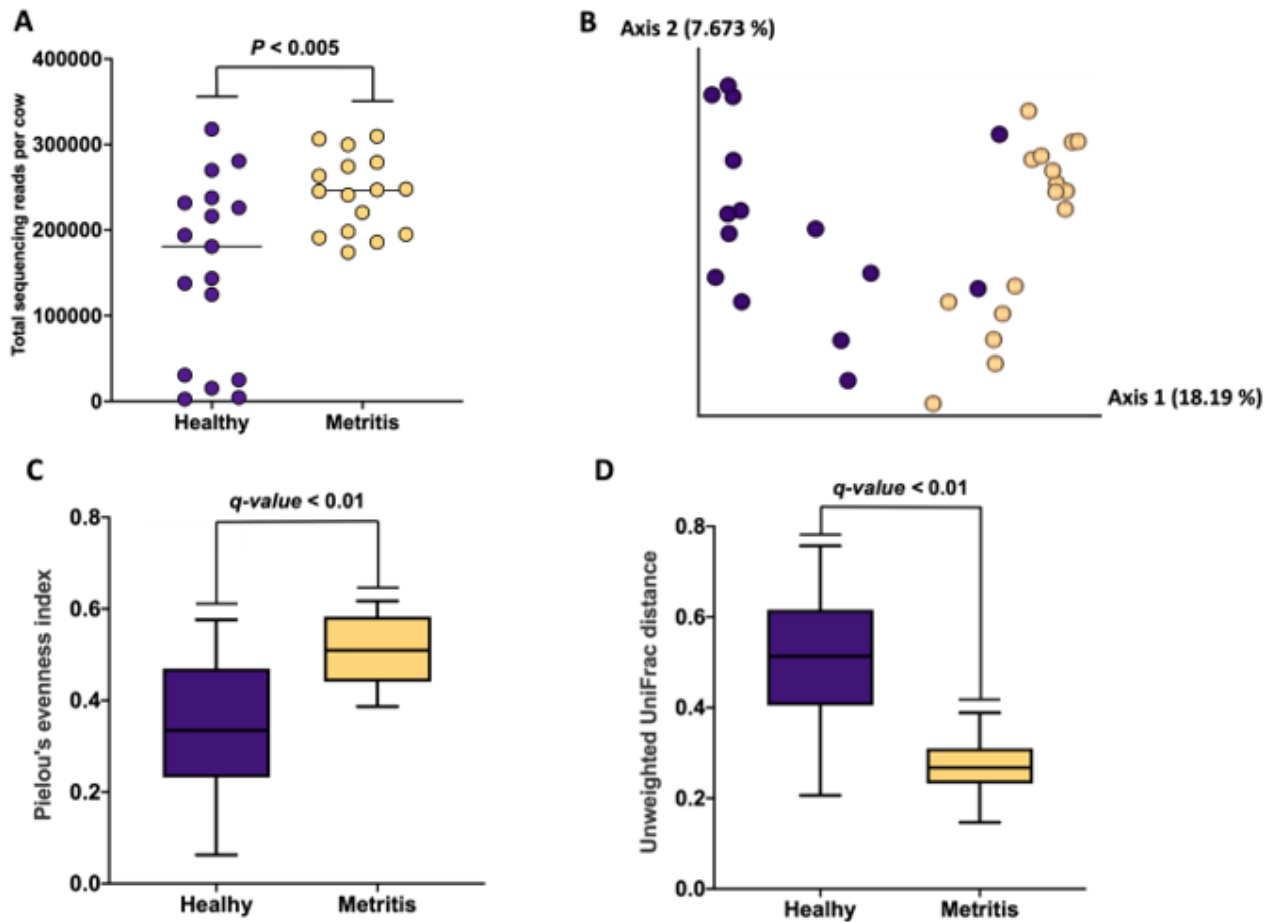 A
P < 0.005
400000
300000
200000
100000
0
Total sequencing reads per cow
Healthy
Metritis
B
Axis 2 (7.673 %)
Axis 1 (18.19 %)
C
q-value < 0.01
0.8
0.6
0.4
0.2
0.0
Pielou's evenness index
Healhy
Metritis
D
q-value < 0.01
0.8
0.6
0.4
0.2
0.0
Unweighted UniFrac distance
Healhy
Metritis